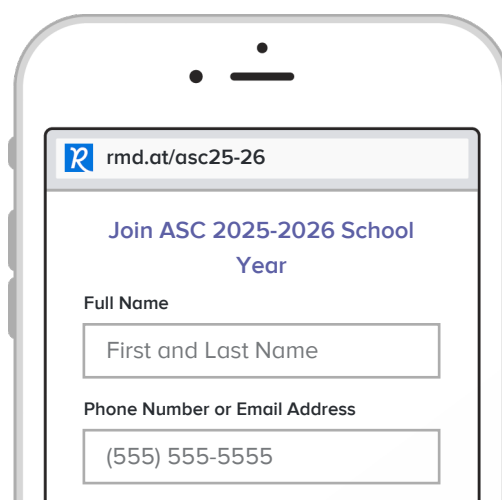 rmd.at/asc25-26
Join ASC 2025-2026 School
Year
Full Name
First and Last Name
Phone Number or Email Address
(555) 555-5555